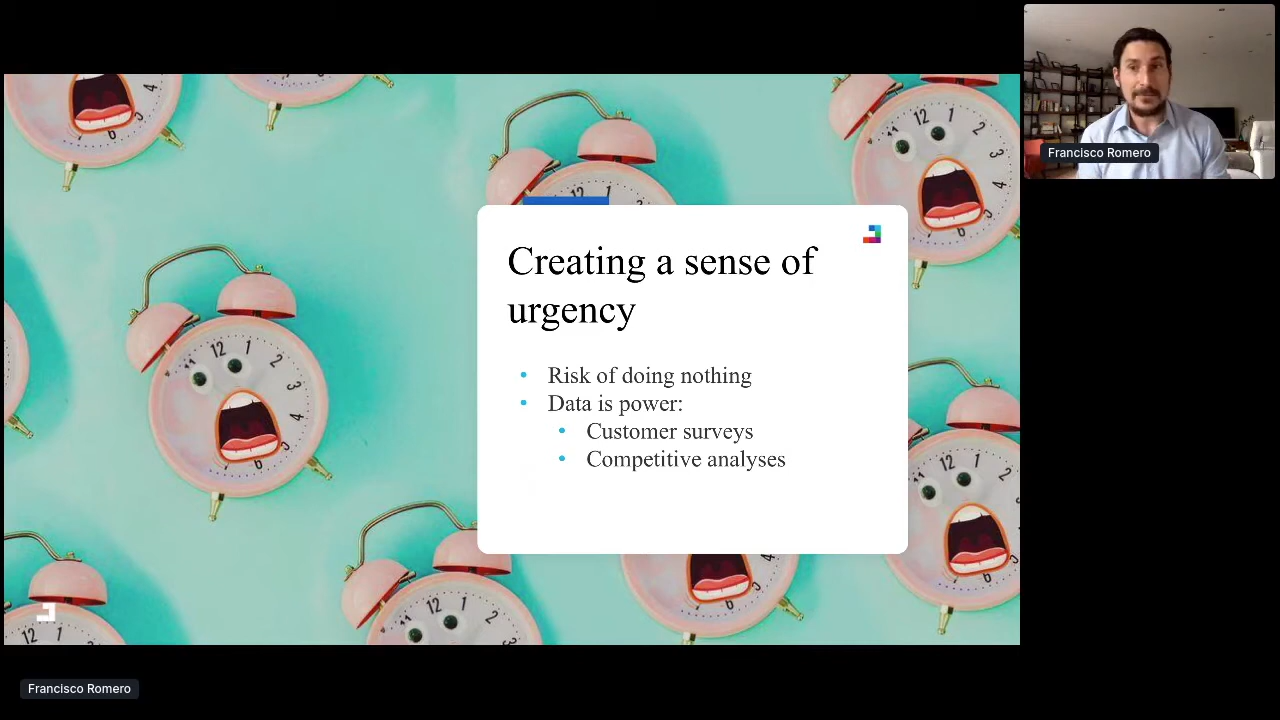 Francisco Romero
Creating a sense of
urgency
• Risk of doing nothing
• Data is power:
• Customer surveys
• Competitive analyses
Francisco Romero